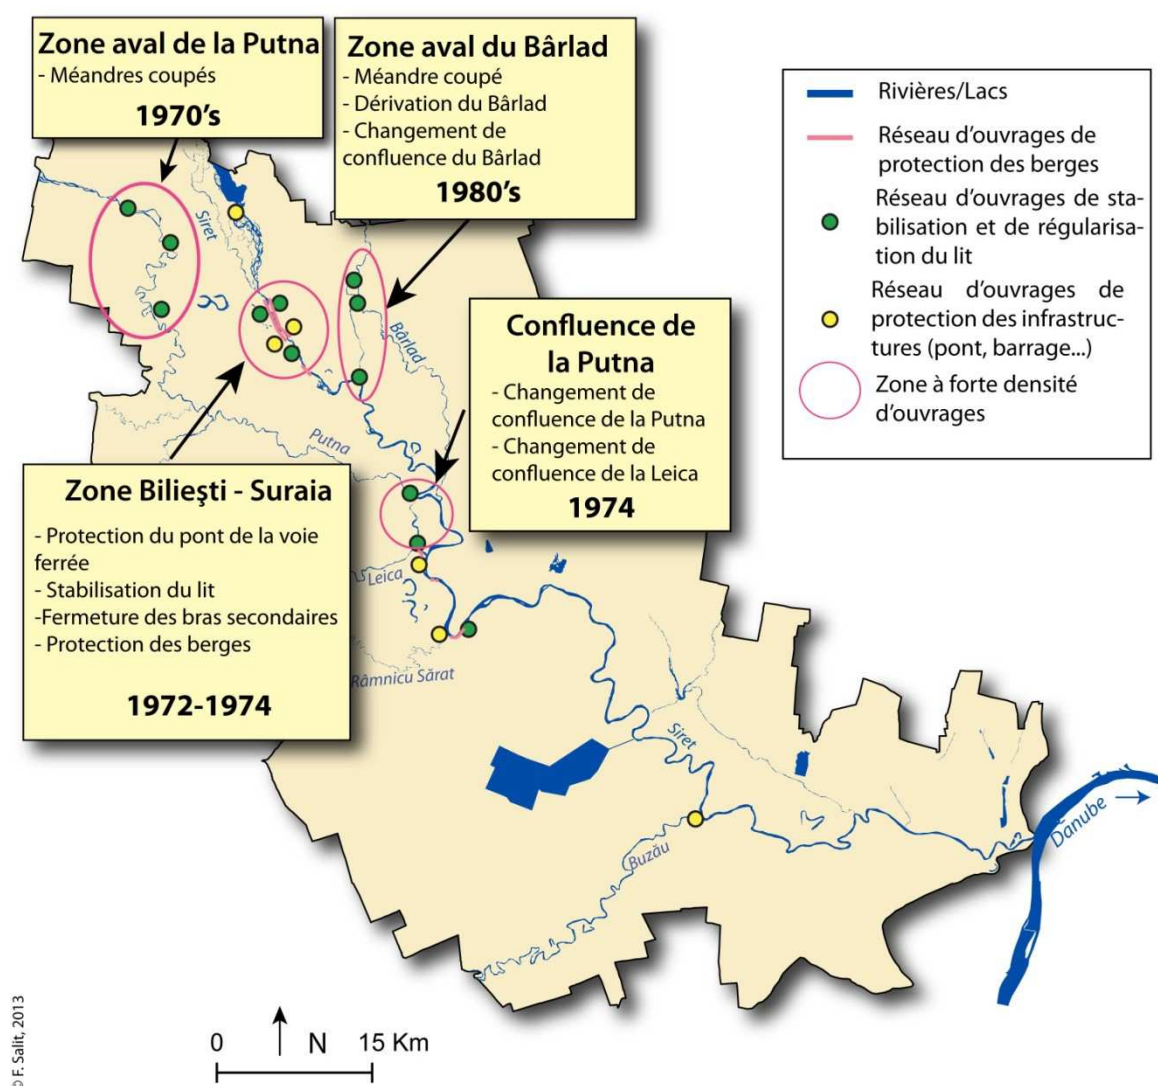 Zone aval de la Putna
- Méandres coupés
1970's
Zone aval du Bârlad
- Méandre coupé
- Dérivation du Bârlad
- Changement de
confluence du Bârlad
1980's
Rivières/Lacs
Réseau d'ouvrages de
protection des berges
Réseau d'ouvrages de sta-
bilisation et de régularisa-
tion du lit
Réseau d'ouvrages de
protection des infrastruc-
tures (pont, barrage...)
Zone à forte densité
d'ouvrages
Siret
Bârlad
Confluence de
la Putna
- Changement de
confluence de la Putna
- Changement de
confluence de la Leica
1974
Putna
Zone Bilieşti - Suraia
- Protection du pont de la voie
ferrée
- Stabilisation du lit
-Fermeture des bras secondaires
- Protection des berges
1972-1974
Leica
Râmnicu Sărat
Siret
Buzău
Danube
0 N 15 Km
© F. Salit, 2013